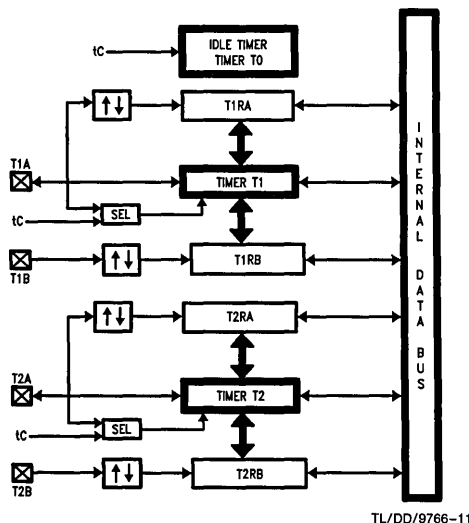 tC
IDLE TIMER
TIMER T0
T1RA
T1A
TIMER T1
tC
SEL
T1B
T1RB
T2RA
T2A
TIMER T2
tC
SEL
T2B
T2RB
INTERNAL DATA BUS
TL/DD/9766-11